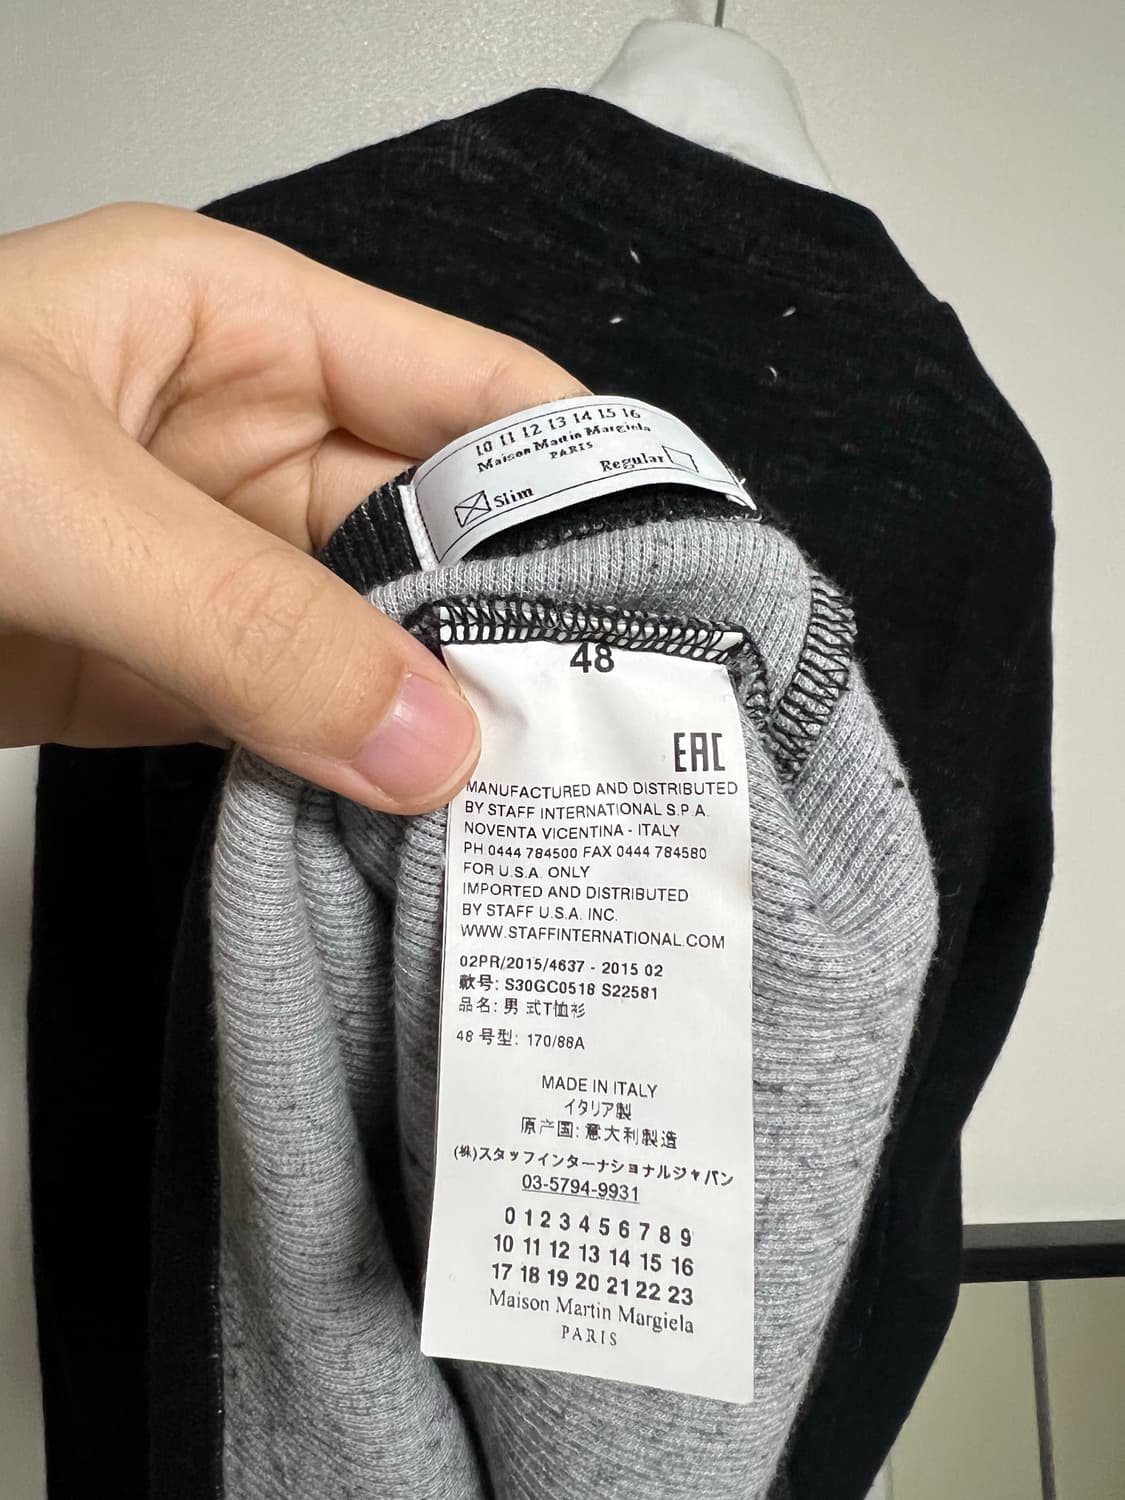 10 11 12 13 14 15 16
Maison Martin Margiela
PARIS
Regular
Slim
48
EAC
MANUFACTURED AND DISTRIBUTED
BY STAFF INTERNATIONAL S.P.A.
NOVENTA VICENTINA - ITALY
PH 0444 784500 FAX 0444 784580
FOR U.S.A. ONLY
IMPORTED AND DISTRIBUTED
BY STAFF U.S.A. INC.
WWW.STAFFINTERNATIONAL.COM
02PR/2015/4637 - 2015 02
款号: S30GC0518 S22581
品名: 男 式T恤衫
48 号型: 170/88A
MADE IN ITALY
イタリア製
原产国: 意大利製造
(株)スタッフインターナショナルジャパン
03-5794-9931
0 1 2 3 4 5 6 7 8 9
10 11 12 13 14 15 16
17 18 19 20 21 22 23
Maison Martin Margiela
PARIS